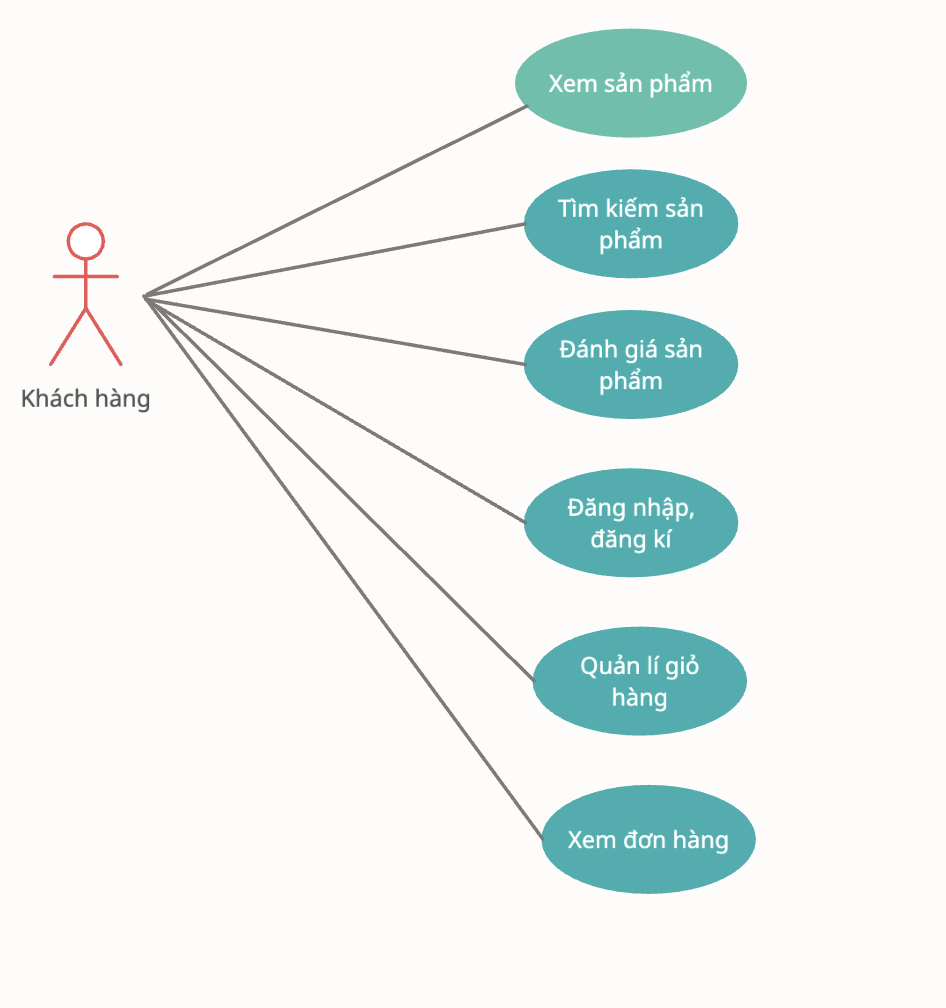 Xem sản phẩm
Tìm kiếm sản
phẩm
Đánh giá sản
phẩm
Khách hàng
Đăng nhập,
đăng kí
Quản lí giỏ
hàng
Xem đơn hàng